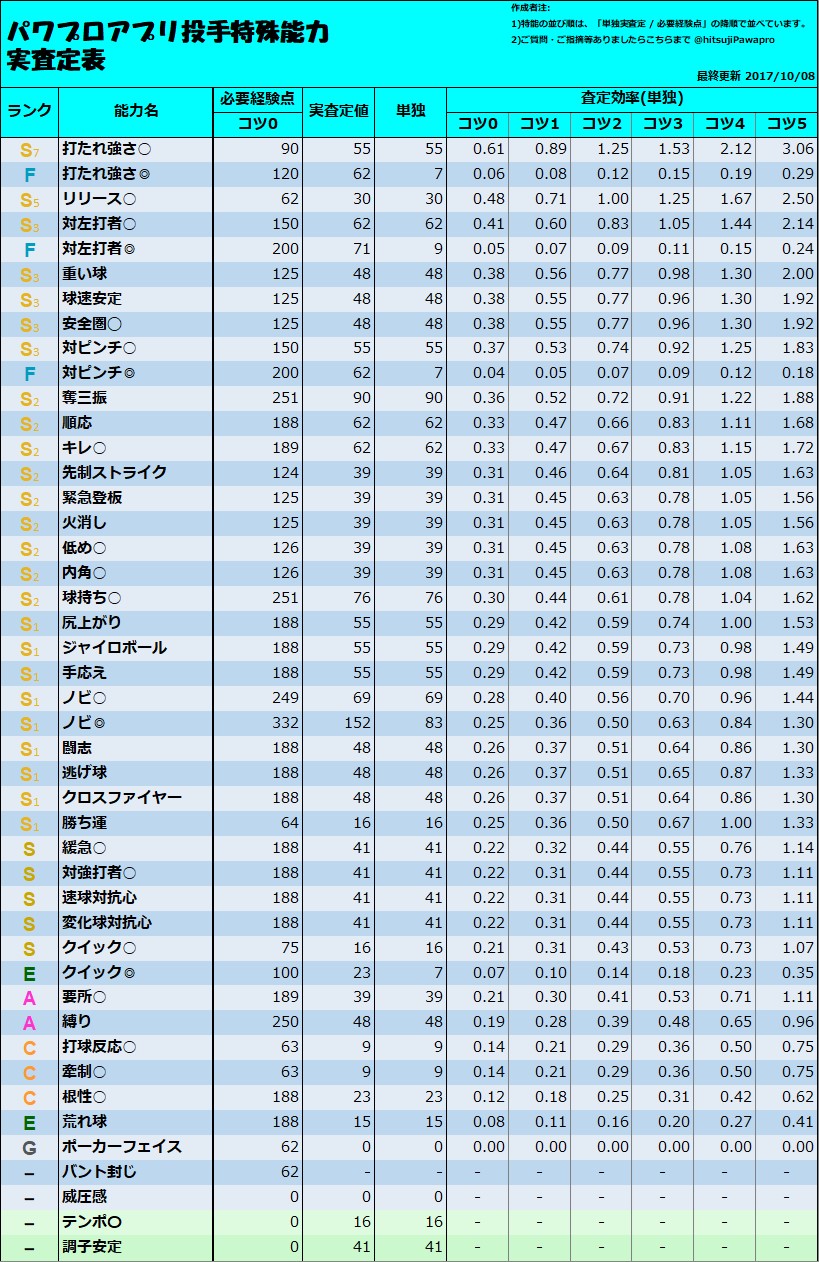 パワプロアプリ投手特殊能力
実査定表
作成者注:
1)特能の並び順は、「単独実査定 / 必要経験点」の降順で並べています。
2)ご質問・ご指摘等ありましたらこちらまで @hitsujiPawapro
最終更新 2017/10/08
ランク 能力名 必要経験点 実査定値 単独 査定効率(単独)
コツ0 コツ0 コツ1 コツ2 コツ3 コツ4 コツ5
S7 打たれ強さ○ 90 55 55 0.61 0.89 1.25 1.53 2.12 3.06
F 打たれ強さ◎ 120 62 7 0.06 0.08 0.12 0.15 0.19 0.29
S5 リリース○ 62 30 30 0.48 0.71 1.00 1.25 1.67 2.50
S3 対左打者○ 150 62 62 0.41 0.60 0.83 1.05 1.44 2.14
F 対左打者◎ 200 71 9 0.05 0.07 0.09 0.11 0.15 0.24
S3 重い球 125 48 48 0.38 0.56 0.77 0.98 1.30 2.00
S3 球速安定 125 48 48 0.38 0.55 0.77 0.96 1.30 1.92
S3 安全圏○ 125 48 48 0.38 0.55 0.77 0.96 1.30 1.92
S3 対ピンチ○ 150 55 55 0.37 0.53 0.74 0.92 1.25 1.83
F 対ピンチ◎ 200 62 7 0.04 0.05 0.07 0.09 0.12 0.18
S2 奪三振 251 90 90 0.36 0.52 0.72 0.91 1.22 1.88
S2 順応 188 62 62 0.33 0.47 0.66 0.83 1.11 1.68
S2 キレ○ 189 62 62 0.33 0.47 0.67 0.83 1.15 1.72
S2 先制ストライク 124 39 39 0.31 0.46 0.64 0.81 1.05 1.63
S2 緊急登板 125 39 39 0.31 0.45 0.63 0.78 1.05 1.56
S2 火消し 125 39 39 0.31 0.45 0.63 0.78 1.05 1.56
S2 低め○ 126 39 39 0.31 0.45 0.63 0.78 1.08 1.63
S2 内角○ 126 39 39 0.31 0.45 0.63 0.78 1.08 1.63
S2 球持ち○ 251 76 76 0.30 0.44 0.61 0.78 1.04 1.62
S1 尻上がり 188 55 55 0.29 0.42 0.59 0.74 1.00 1.53
S1 ジャイロボール 188 55 55 0.29 0.42 0.59 0.73 0.98 1.49
S1 手応え 188 55 55 0.29 0.42 0.59 0.73 0.98 1.49
S1 ノビ○ 249 69 69 0.28 0.40 0.56 0.70 0.96 1.44
S1 ノビ◎ 332 152 83 0.25 0.36 0.50 0.63 0.84 1.30
S1 闘志 188 48 48 0.26 0.37 0.51 0.64 0.86 1.30
S1 逃げ球 188 48 48 0.26 0.37 0.51 0.65 0.87 1.33
S1 クロスファイヤー 188 48 48 0.26 0.37 0.51 0.64 0.86 1.30
S1 勝ち運 64 16 16 0.25 0.36 0.50 0.67 1.00 1.33
S 緩急○ 188 41 41 0.22 0.32 0.44 0.55 0.76 1.14
S 対強打者○ 188 41 41 0.22 0.31 0.44 0.55 0.73 1.11
S 速球対抗心 188 41 41 0.22 0.31 0.44 0.55 0.73 1.11
S 変化球対抗心 188 41 41 0.22 0.31 0.44 0.55 0.73 1.11
S クイック○ 75 16 16 0.21 0.31 0.43 0.53 0.73 1.07
E クイック◎ 100 23 7 0.07 0.10 0.14 0.18 0.23 0.35
A 要所○ 189 39 39 0.21 0.30 0.41 0.53 0.71 1.11
A 縛り 250 48 48 0.19 0.28 0.39 0.48 0.65 0.96
C 打球反応○ 63 9 9 0.14 0.21 0.29 0.36 0.50 0.75
C 牽制○ 63 9 9 0.14 0.21 0.29 0.36 0.50 0.75
C 根性○ 188 23 23 0.12 0.18 0.25 0.31 0.42 0.62
E 荒れ球 188 15 15 0.08 0.11 0.16 0.20 0.27 0.41
G ポーカーフェイス 62 0 0 0.00 0.00 0.00 0.00 0.00 0.00
- バント封じ 62 - - - - - - - -
- 威圧感 0 0 0 - - - - - -
- テンポ〇 0 16 16 - - - - - -
- 調子安定 0 41 41 - - - - - -